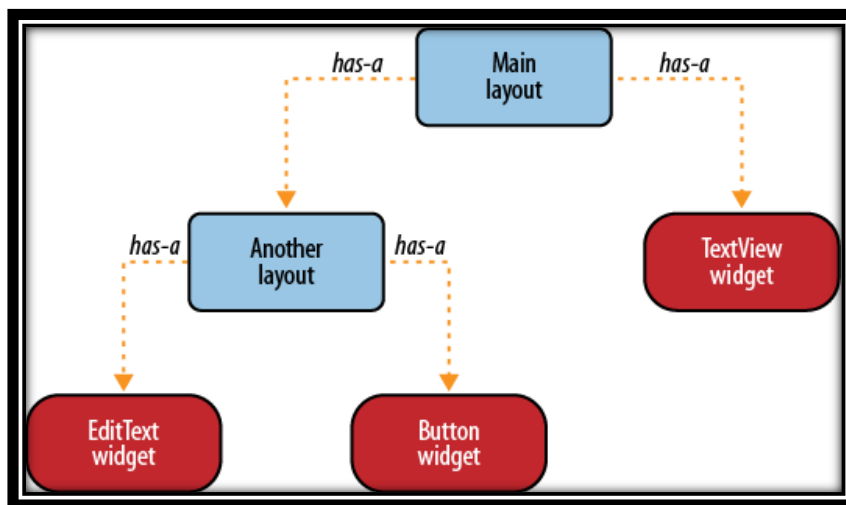 Main
layout
has-a
has-a
Another
layout
has-a
has-a
TextView
widget
EditText
widget
Button
widget